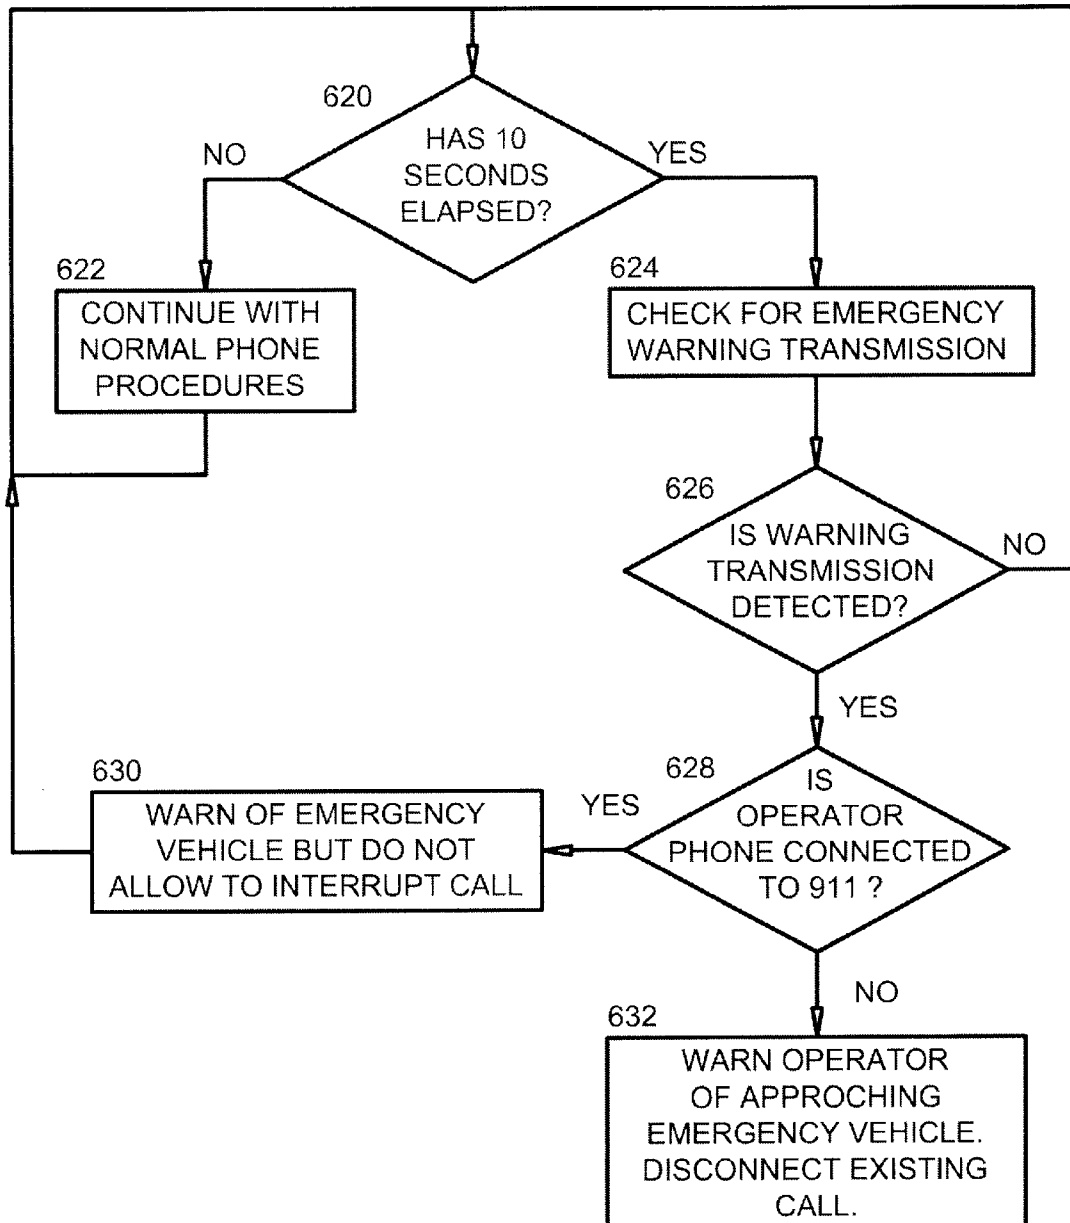 620
HAS 10
SECONDS
ELAPSED?
NO
YES
622
CONTINUE WITH
NORMAL PHONE
PROCEDURES
624
CHECK FOR EMERGENCY
WARNING TRANSMISSION
626
IS WARNING
TRANSMISSION
DETECTED?
NO
YES
628
IS
OPERATOR
PHONE CONNECTED
TO 911 ?
YES
630
WARN OF EMERGENCY
VEHICLE BUT DO NOT
ALLOW TO INTERRUPT CALL
NO
632
WARN OPERATOR
OF APPROCHING
EMERGENCY VEHICLE.
DISCONNECT EXISTING
CALL.